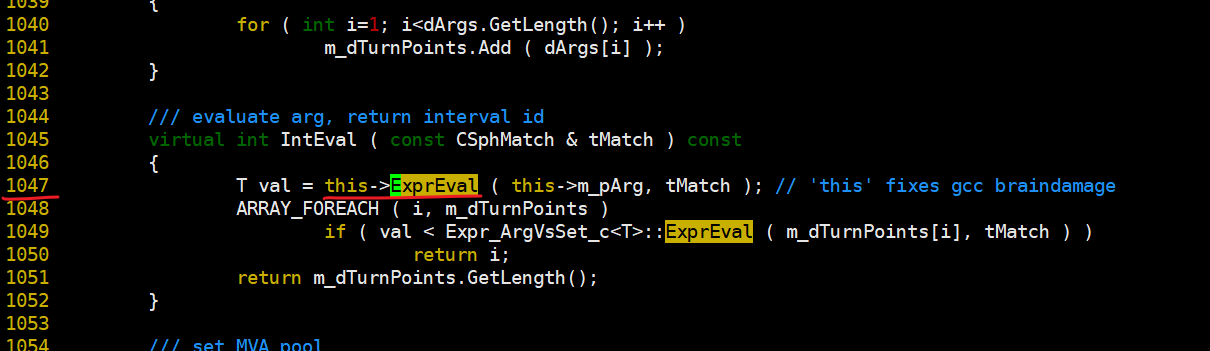 1039 {
1040 for ( int i=1; i<dArgs.GetLength(); i++ )
1041 m_dTurnPoints.Add ( dArgs[i] );
1042 }
1043
1044 /// evaluate arg, return interval id
1045 virtual int IntEval ( const CSphMatch & tMatch ) const
1046 {
1047 T val = this->ExprEval ( this->m_pArg, tMatch ); // 'this' fixes gcc braindamage
1048 ARRAY_FOREACH ( i, m_dTurnPoints )
1049 if ( val < Expr_ArgVsSet_c<T>::ExprEval ( m_dTurnPoints[i], tMatch ) )
1050 return i;
1051 return m_dTurnPoints.GetLength();
1052 }
1053
1054 /// set MVA pool